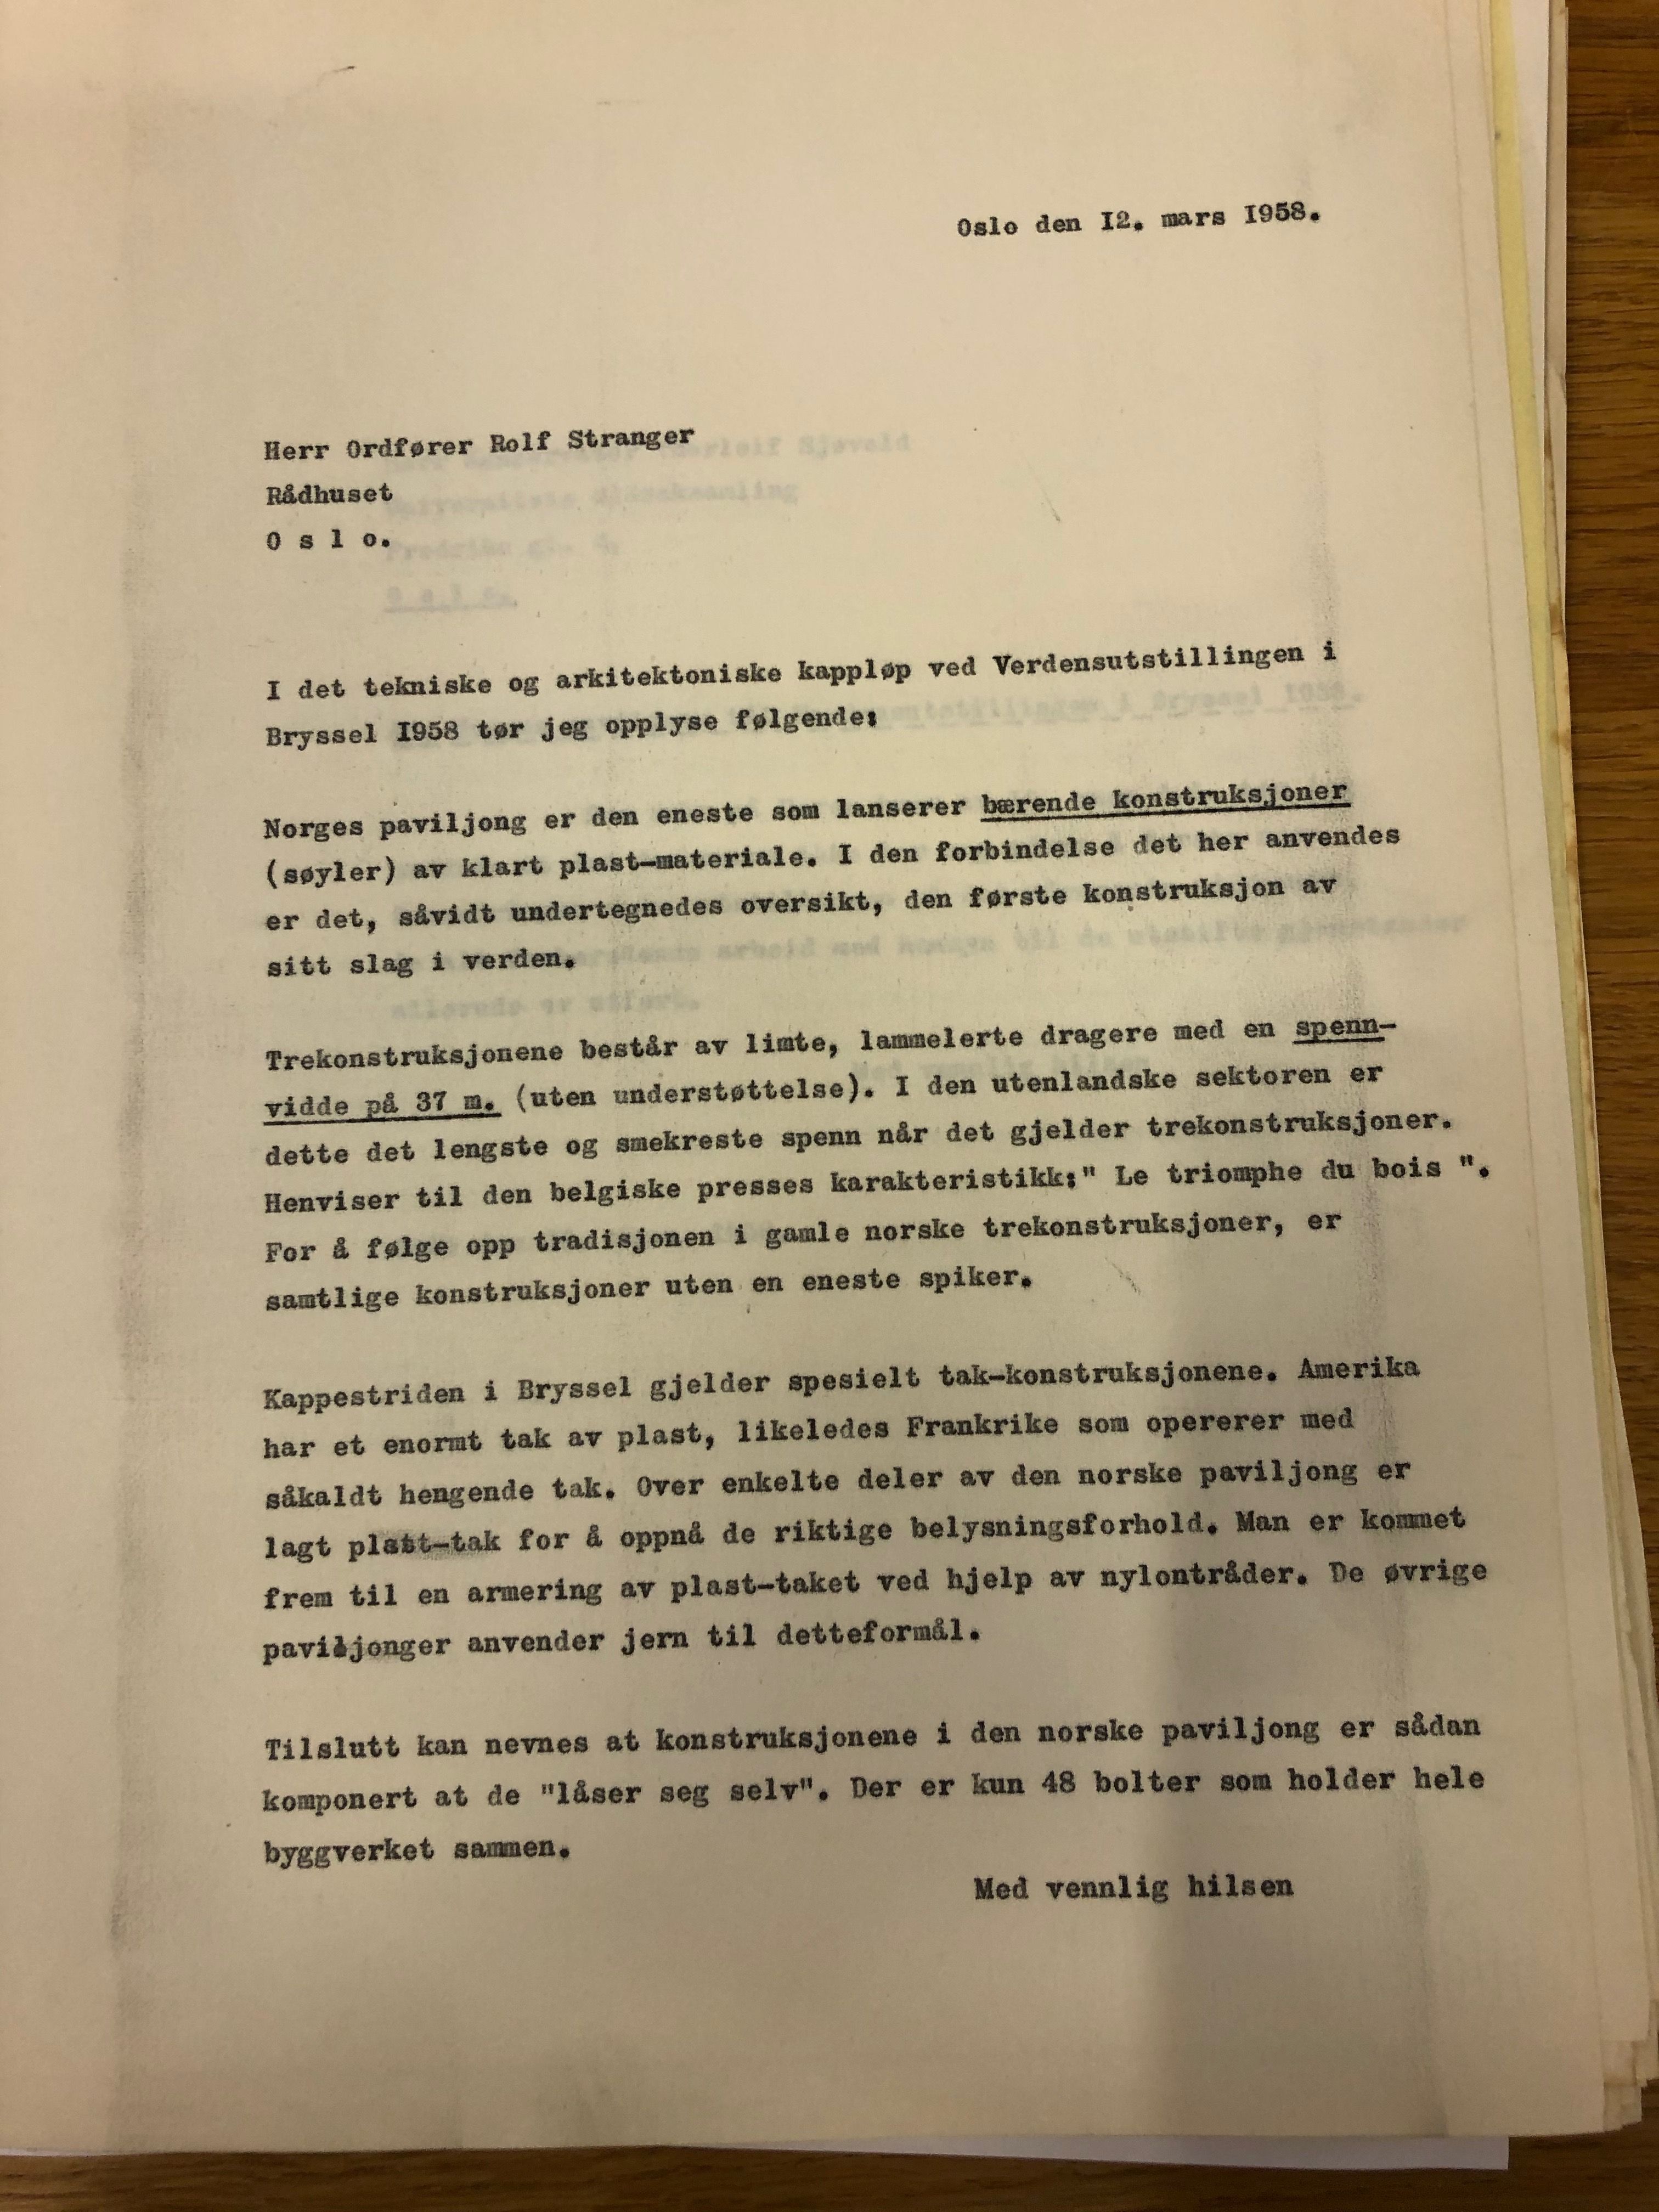 Oslo den I2. mars I958.
Herr Ordfører Rolf Stranger
Rådhuset
O s l o.
I det tekniske og arkitektoniske kappløp ved Verdensutstillingen i
Bryssel I958 tør jeg opplyse følgende:
Norges paviljong er den eneste som lanserer bærende konstruksjoner
(søyler) av klart plast-materiale. I den forbindelse det her anvendes
er det, såvidt undertegnedes oversikt, den første konstruksjon av
sitt slag i verden.
Trekonstruksjonene består av limte, lammelerte dragere med en spenn-
vidde på 37 m. (uten understøttelse). I den utenlandske sektoren er
dette det lengste og smekreste spenn når det gjelder trekonstruksjoner.
Henviser til den belgiske presses karakteristikk:" Le triomphe du bois ".
For å følge opp tradisjonen i gamle norske trekonstruksjoner, er
samtlige konstruksjoner uten en eneste spiker.
Kappestriden i Bryssel gjelder spesielt tak-konstruksjonene. Amerika
har et enormt tak av plast, likeledes Frankrike som opererer med
såkaldt hengende tak. Over enkelte deler av den norske paviljong er
lagt plast-tak for å oppnå de riktige belysningsforhold. Man er kommet
frem til en armering av plast-taket ved hjelp av nylontråder. De øvrige
paviljonger anvender jern til detteformål.
Tilslutt kan nevnes at konstruksjonene i den norske paviljong er sådan
komponert at de "låser seg selv". Der er kun 48 bolter som holder hele
byggverket sammen.
Med vennlig hilsen